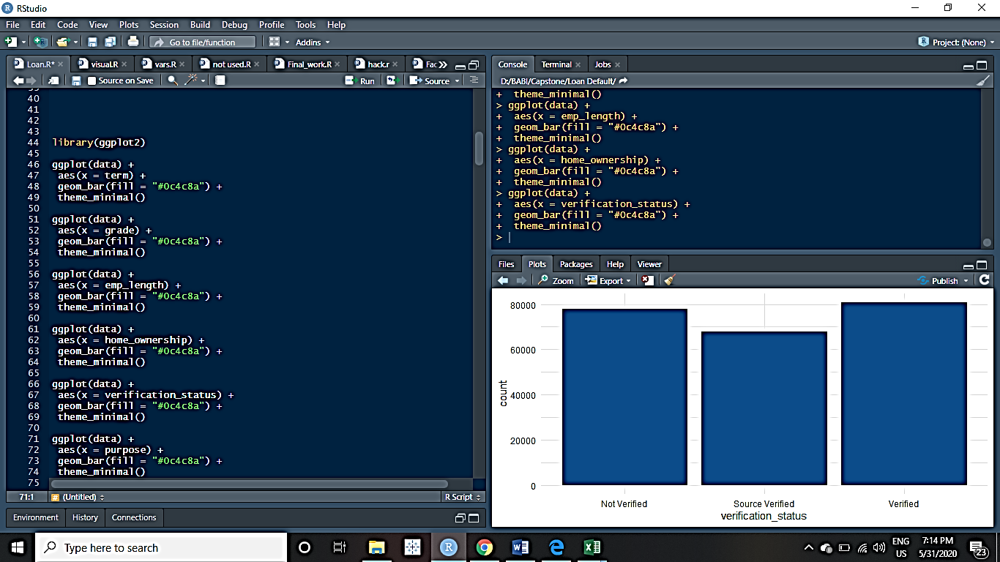 RStudio
File Edit Code View Plots Session Build Debug Profile Tools Help
Go to file/function Addins Project: (None)
Loan.R* visual.R vars.R not used.R Final_work.R hack.r Fac
Source on Save Run Source
40
41
42
43
44 library(ggplot2)
45
46 ggplot(data) +
47 aes(x = term) +
48 geom_bar(fill = "#0c4c8a") +
49 theme_minimal()
50
51 ggplot(data) +
52 aes(x = grade) +
53 geom_bar(fill = "#0c4c8a") +
54 theme_minimal()
55
56 ggplot(data) +
57 aes(x = emp_length) +
58 geom_bar(fill = "#0c4c8a") +
59 theme_minimal()
60
61 ggplot(data) +
62 aes(x = home_ownership) +
63 geom_bar(fill = "#0c4c8a") +
64 theme_minimal()
65
66 ggplot(data) +
67 aes(x = verification_status) +
68 geom_bar(fill = "#0c4c8a") +
69 theme_minimal()
70
71 ggplot(data) +
72 aes(x = purpose) +
73 geom_bar(fill = "#0c4c8a") +
74 theme_minimal()
75
71:1 # (Untitled) R Script
Environment History Connections
Console Terminal Jobs
D:/BABI/Capstone/Loan Default/
+ theme_minimal()
> ggplot(data) +
+ aes(x = emp_length) +
+ geom_bar(fill = "#0c4c8a") +
+ theme_minimal()
> ggplot(data) +
+ aes(x = home_ownership) +
+ geom_bar(fill = "#0c4c8a") +
+ theme_minimal()
> ggplot(data) +
+ aes(x = verification_status) +
+ geom_bar(fill = "#0c4c8a") +
+ theme_minimal()
>
Files Plots Packages Help Viewer
Zoom Export Publish
80000
60000
40000
20000
0
count
Not Verified Source Verified Verified
verification_status
Type here to search
ENG 7:14 PM
US 5/31/2020 23